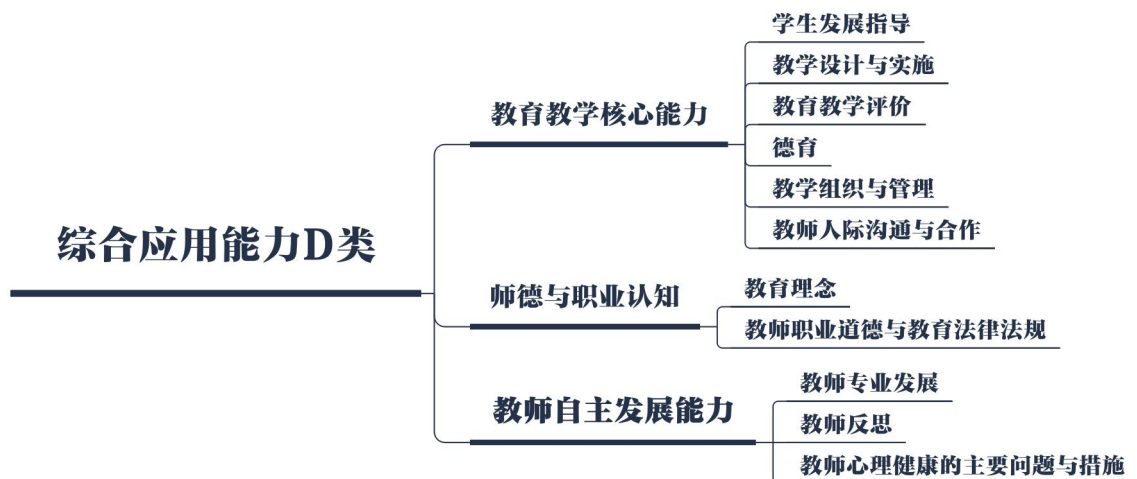 综合应用能力D类
教育教学核心能力
学生发展指导
教学设计与实施
教育教学评价
德育
教学组织与管理
教师人际沟通与合作
师德与职业认知
教育理念
教师职业道德与教育法律法规
教师自主发展能力
教师专业发展
教师反思
教师心理健康的主要问题与措施